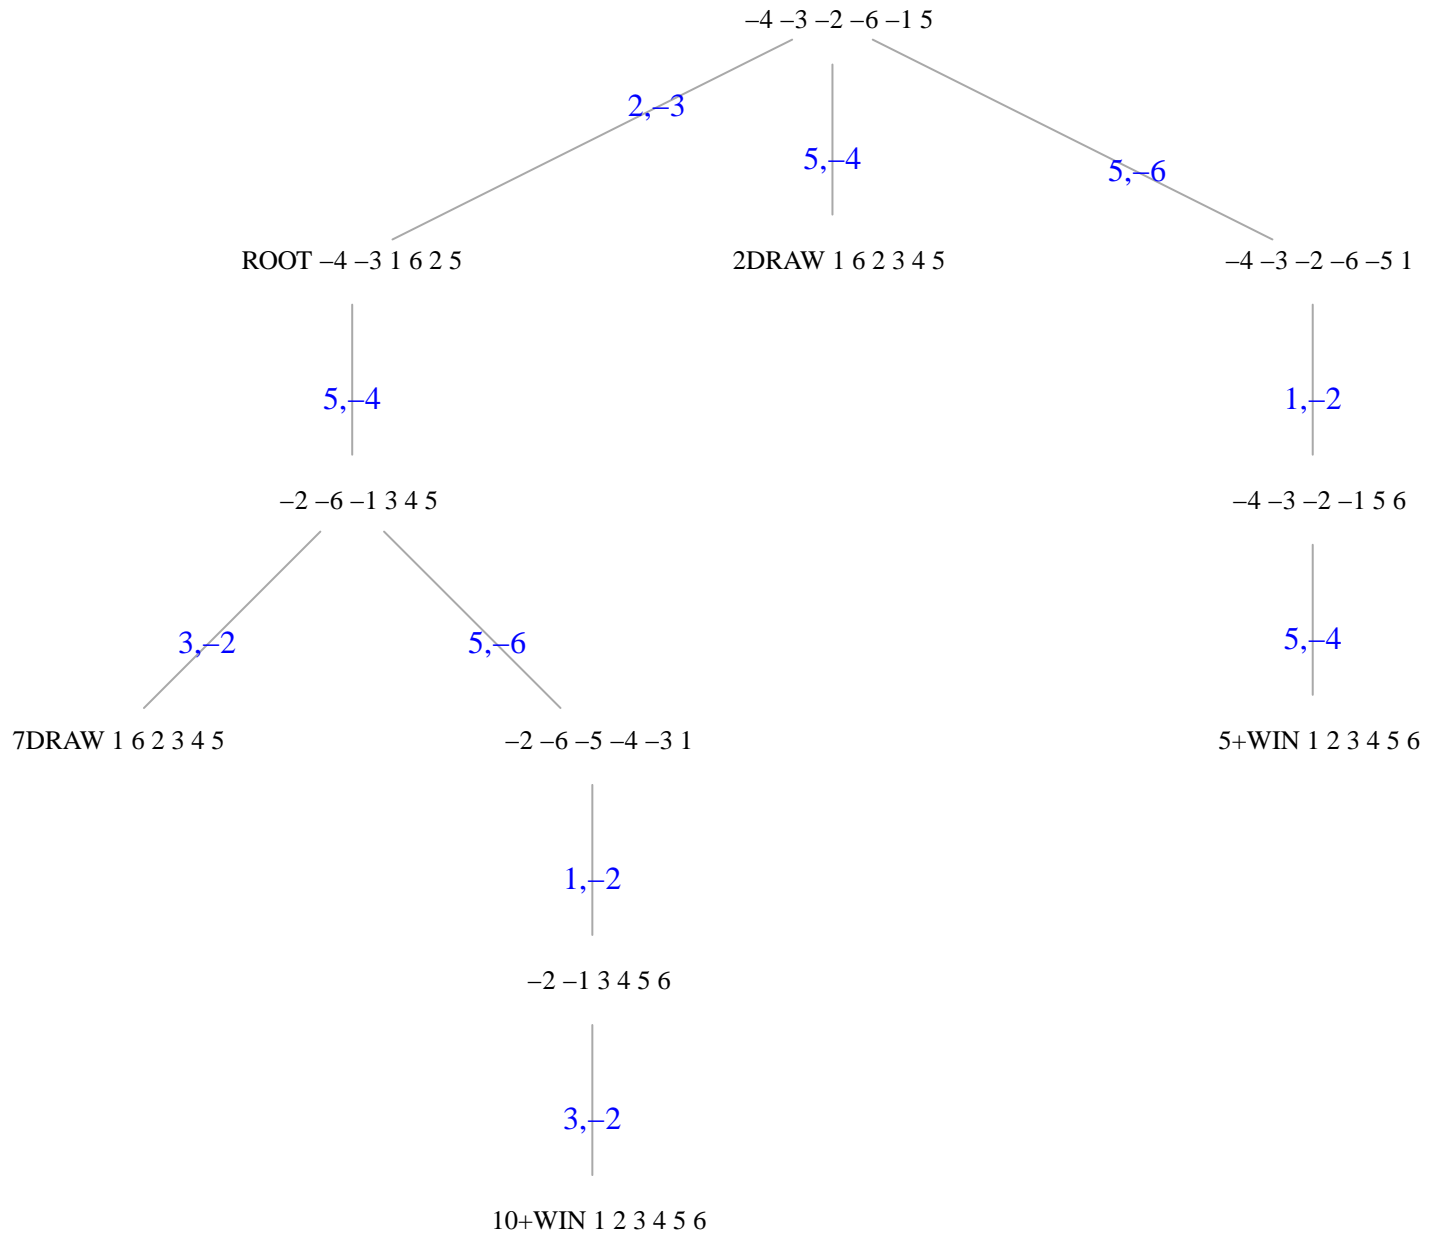 –4 –3 –2 –6 –1 5
2,–3
5,–4
5,–6
ROOT –4 –3 1 6 2 5
2DRAW 1 6 2 3 4 5
–4 –3 –2 –6 –5 1
5,–4
1,–2
–2 –6 –1 3 4 5
–4 –3 –2 –1 5 6
3,–2
5,–6
5,–4
7DRAW 1 6 2 3 4 5
–2 –6 –5 –4 –3 1
5+WIN 1 2 3 4 5 6
1,–2
–2 –1 3 4 5 6
3,–2
10+WIN 1 2 3 4 5 6